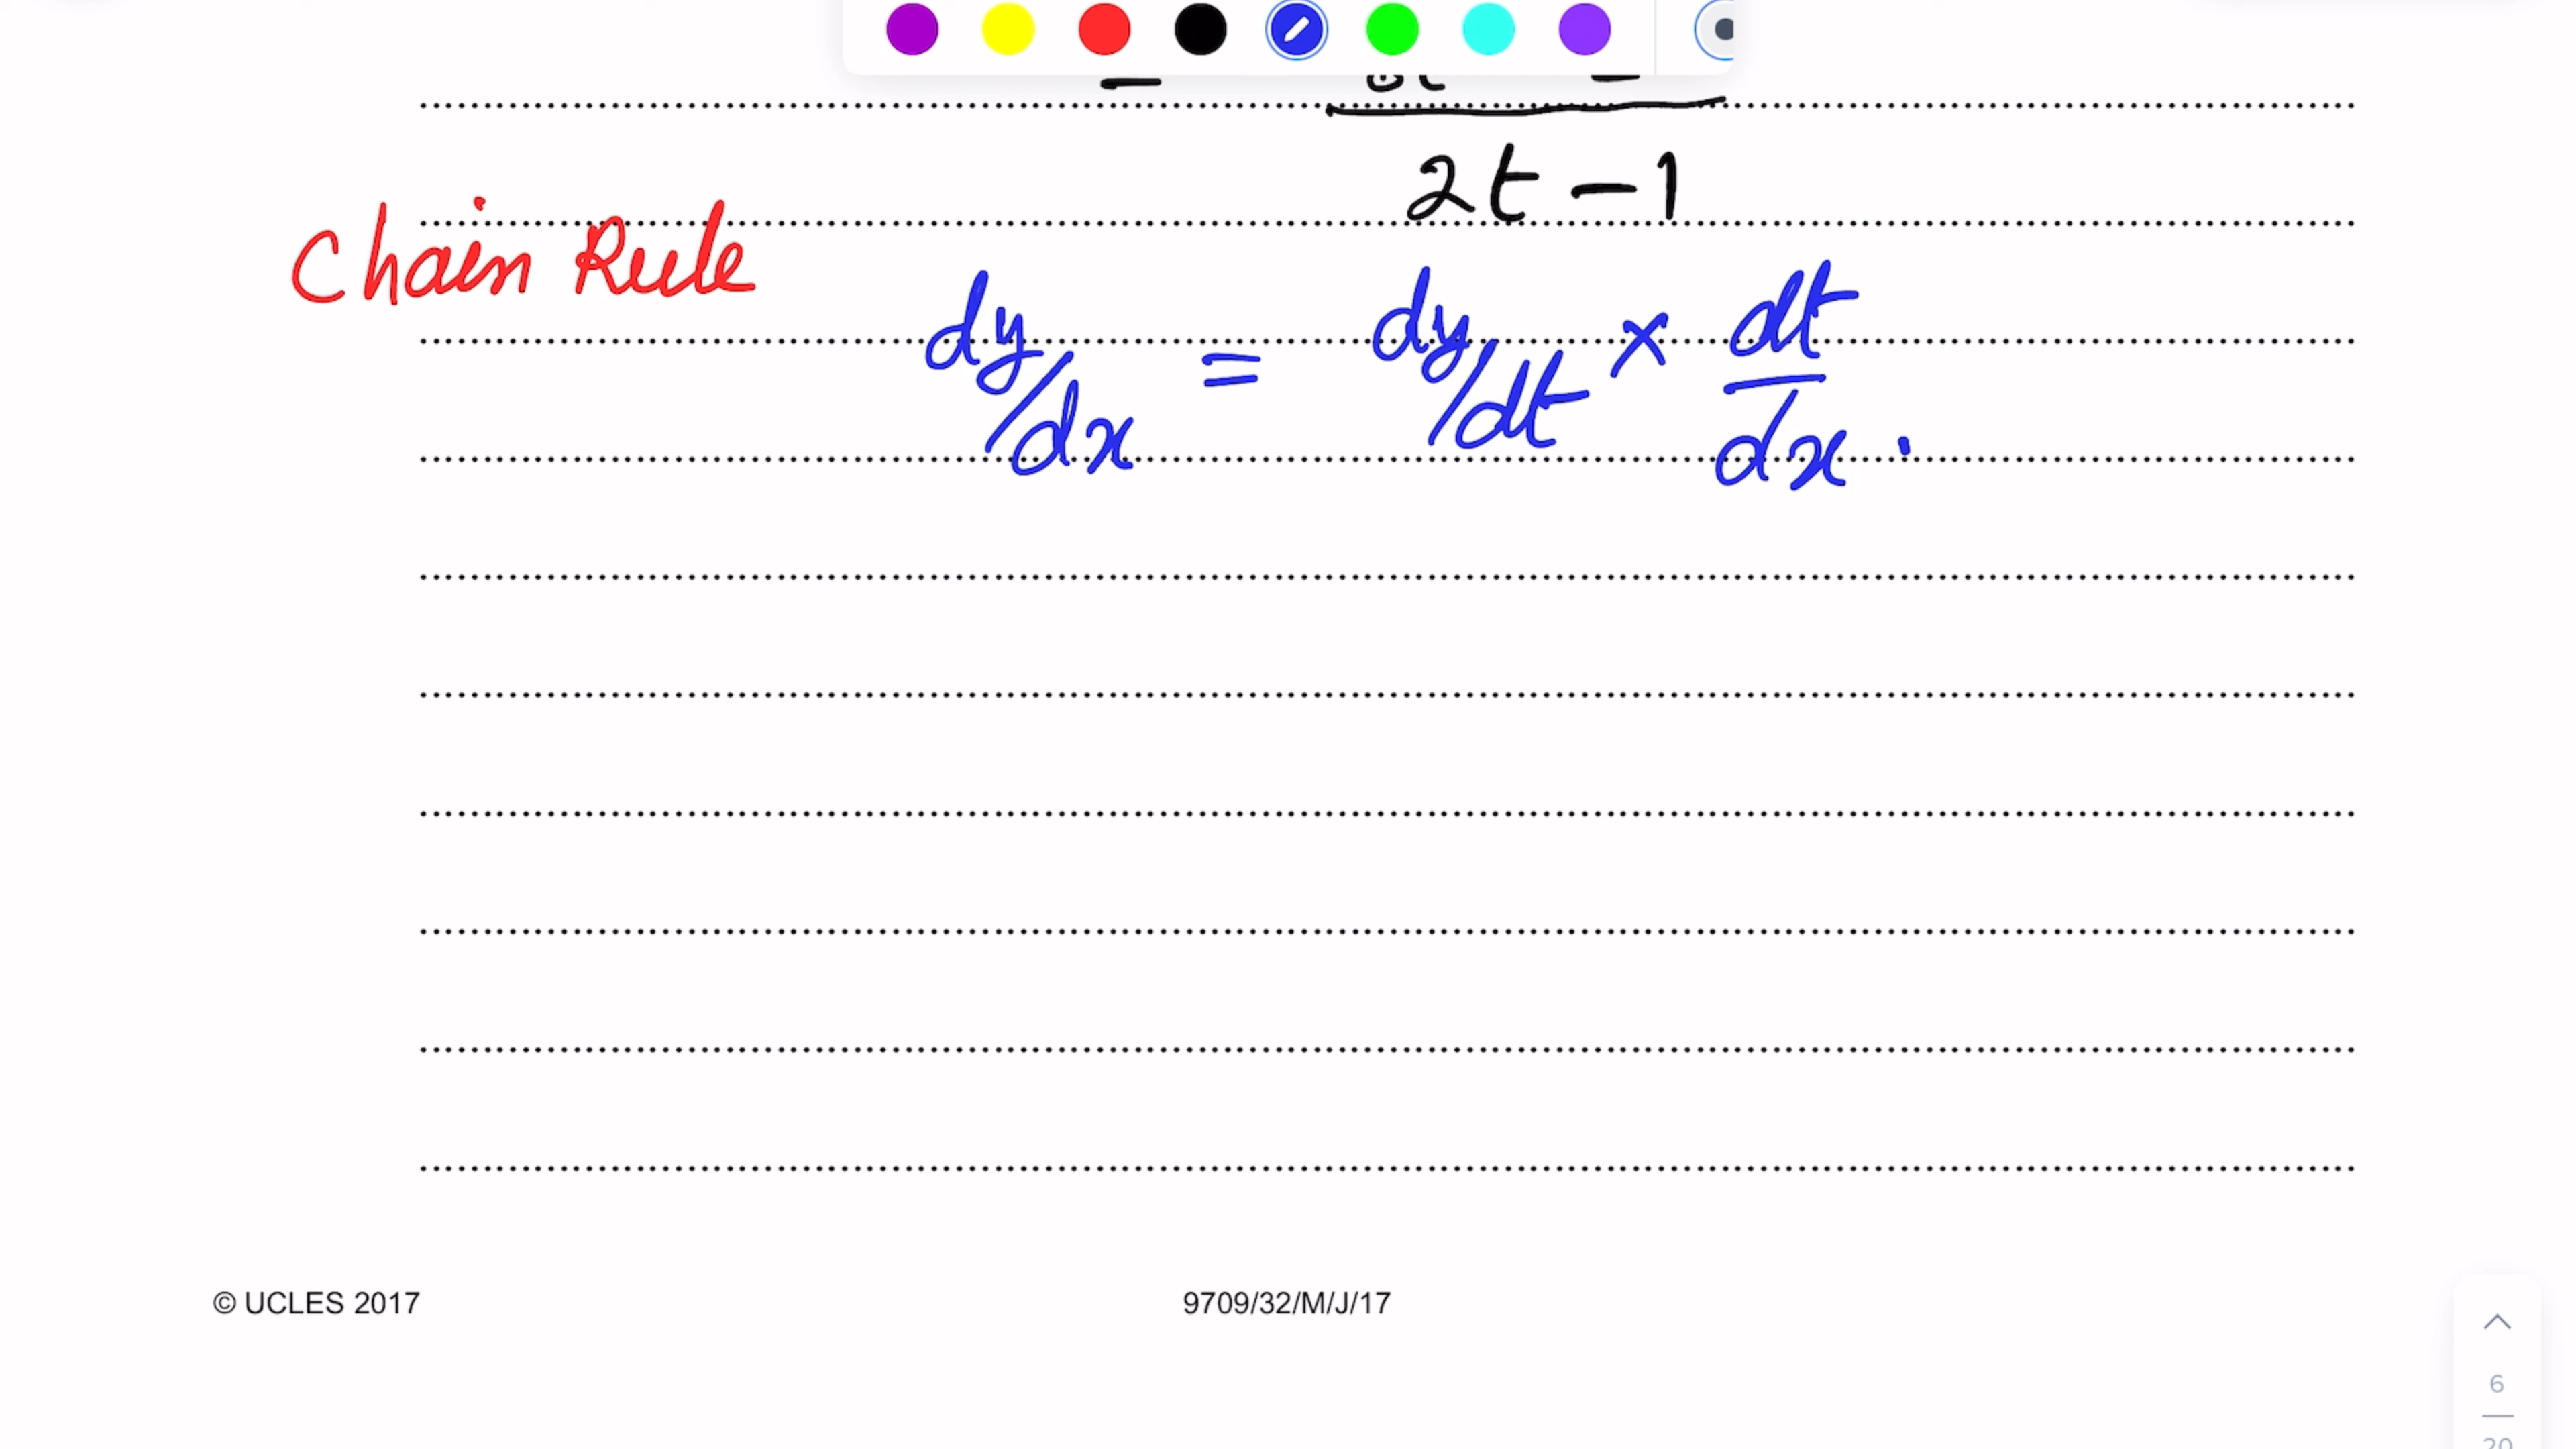 2t - 1
Chain Rule
dy/dx = dy/dt × dt/dx .
© UCLES 2017
9709/32/M/J/17
6